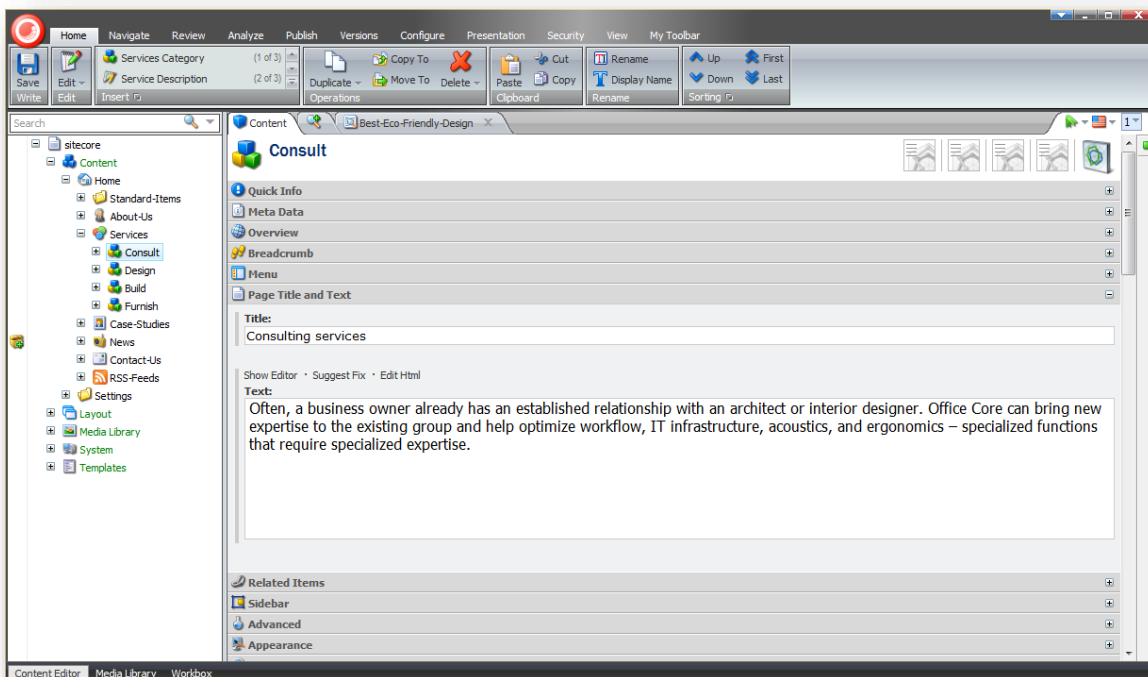 Home Navigate Review Analyze Publish Versions Configure Presentation Security View My Toolbar
Save
Write
Edit
Edit
Services Category (1 of 3)
Service Description (2 of 3)
Insert
Duplicate
Copy To
Move To
Delete
Operations
Paste
Cut
Copy
Clipboard
Rename
Display Name
Rename
Up
Down
First
Last
Sorting
Search
sitecore
Content
Home
Standard-Items
About-Us
Services
Consult
Design
Build
Furnish
Case-Studies
News
Contact-Us
RSS-Feeds
Settings
Layout
Media Library
System
Templates
Content Best-Eco-Friendly-Design X 1
Consult
Quick Info
Meta Data
Overview
Breadcrumb
Menu
Page Title and Text
Title:
Consulting services
Show Editor · Suggest Fix · Edit Html
Text:
Often, a business owner already has an established relationship with an architect or interior designer. Office Core can bring new
expertise to the existing group and help optimize workflow, IT infrastructure, acoustics, and ergonomics – specialized functions
that require specialized expertise.
Related Items
Sidebar
Advanced
Appearance
Content Editor Media Library Workbox